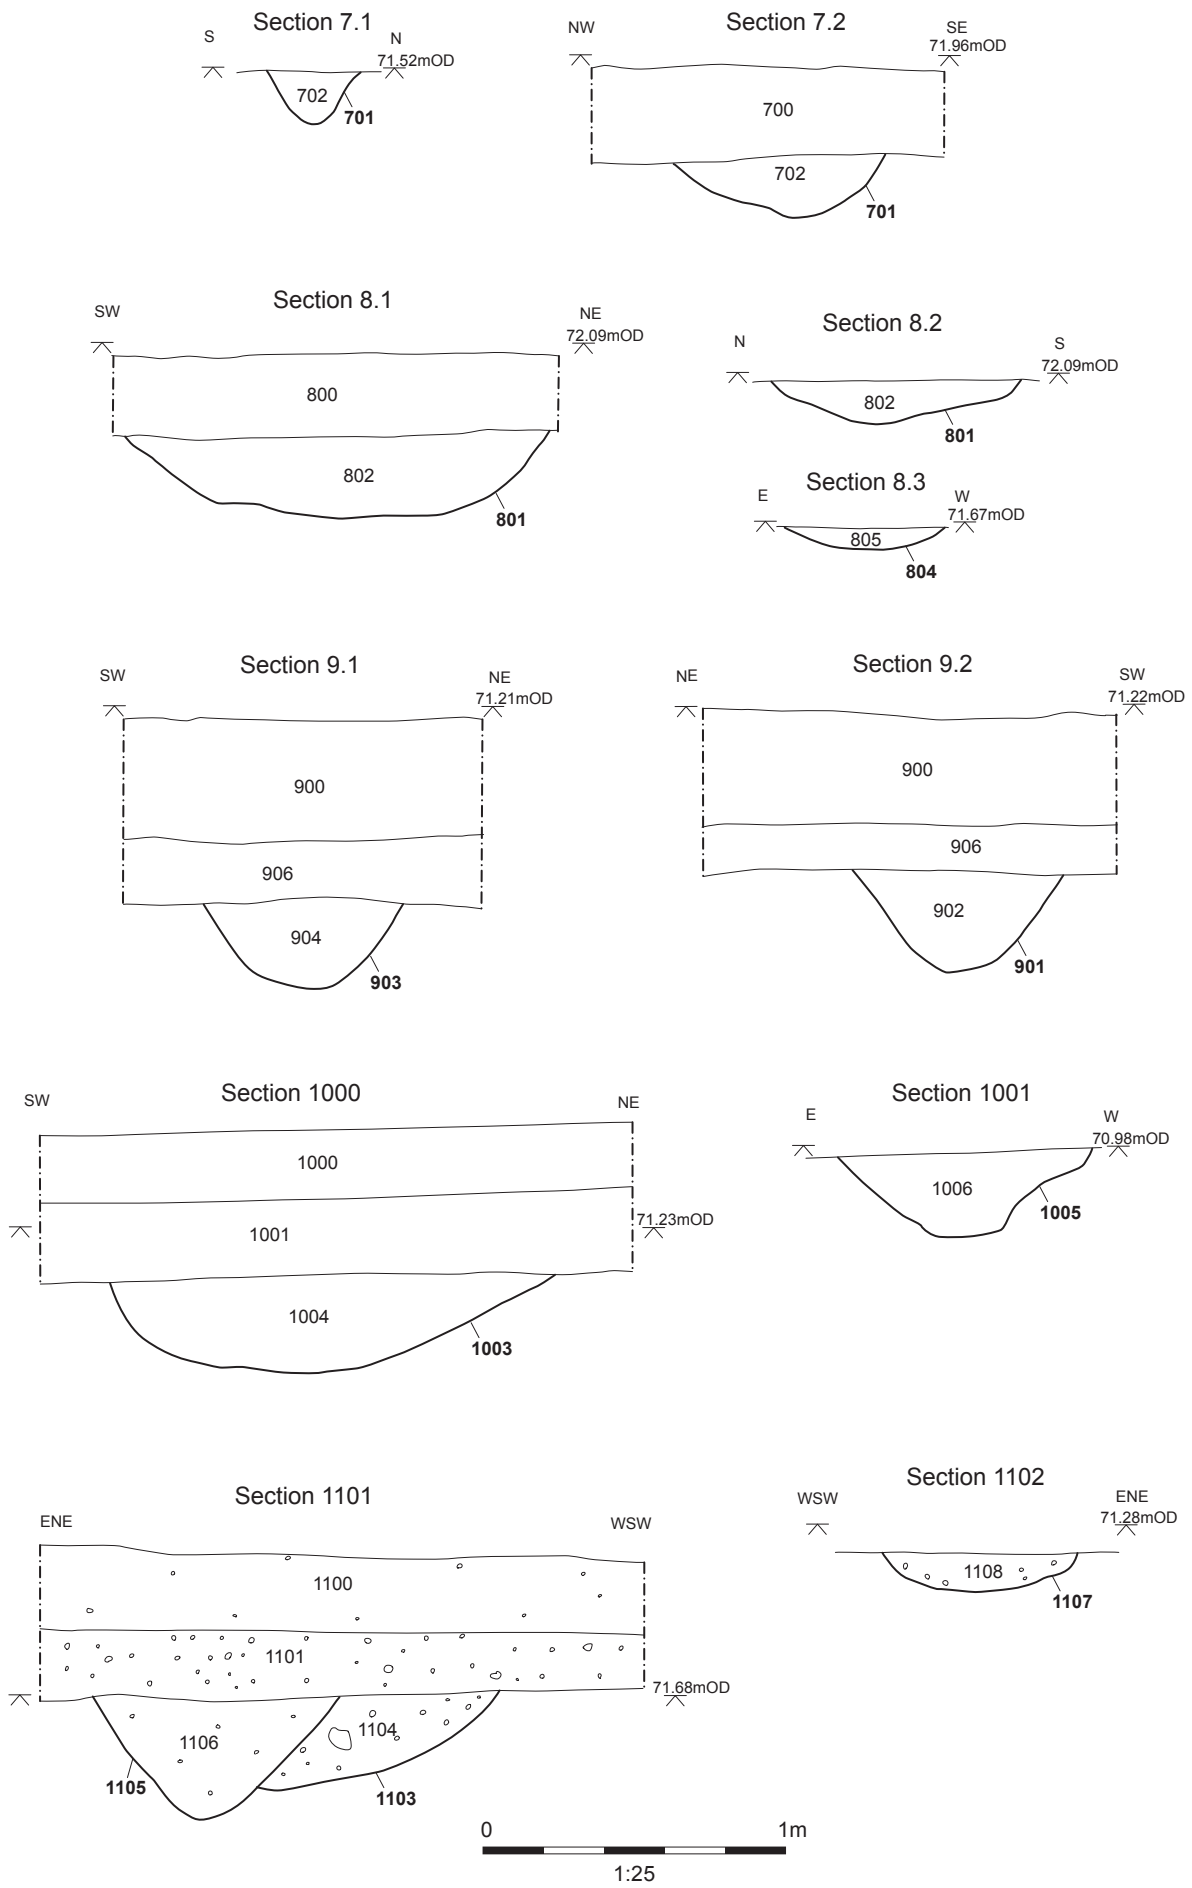 Section 7.1
S
N
71.52mOD
702
701
Section 7.2
NW
SE
71.96mOD
700
702
701
Section 8.1
SW
NE
72.09mOD
800
802
801
Section 8.2
N
S
72.09mOD
802
801
Section 8.3
E
W
71.67mOD
805
804
Section 9.1
SW
NE
71.21mOD
900
906
904
903
Section 9.2
NE
SW
71.22mOD
900
906
902
901
Section 1000
SW
NE
1000
71.23mOD
1001
1004
1003
Section 1001
E
W
70.98mOD
1006
1005
Section 1101
ENE
WSW
1100
1101
71.68mOD
1104
1106
1105
1103
Section 1102
WSW
ENE
71.28mOD
1108
1107
0 1m
1:25